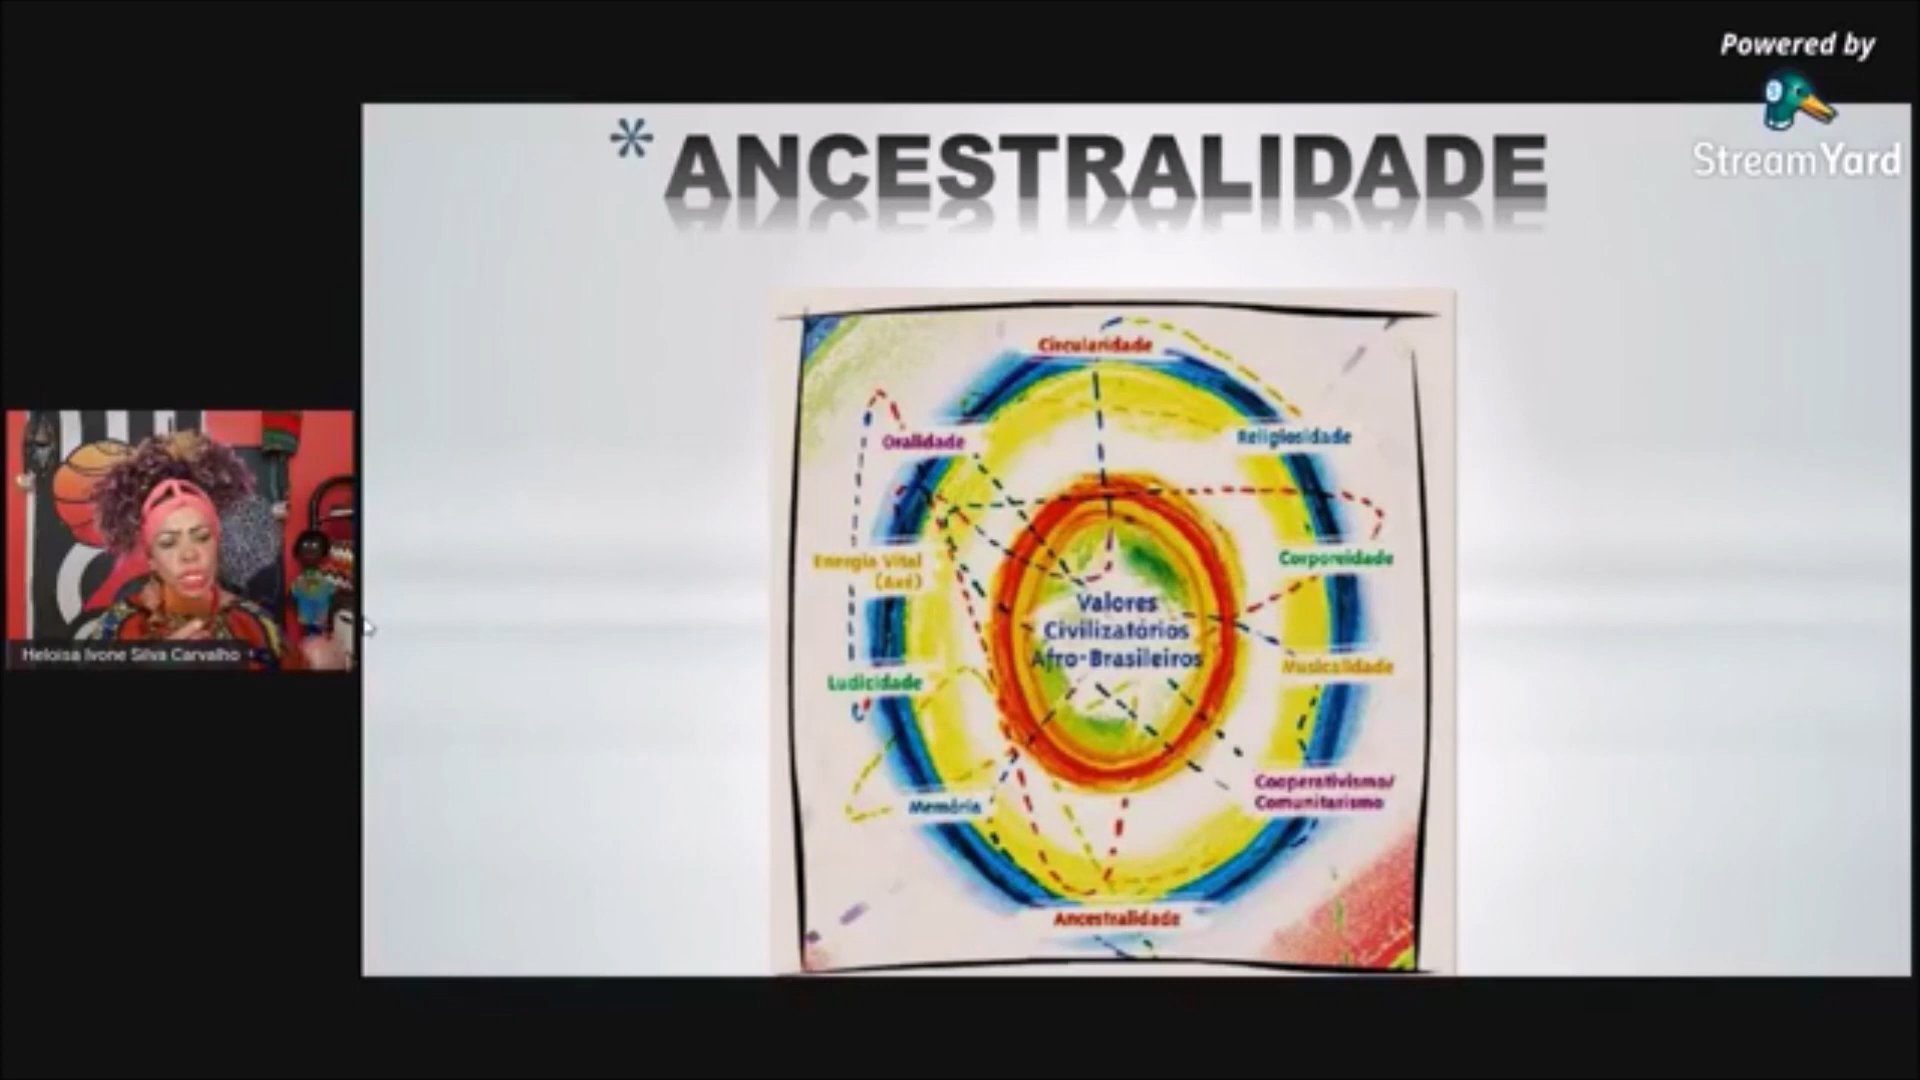 Powered by
StreamYard
* ANCESTRALIDADE
Circularidade
Oralidade
Religiosidade
Energia Vital
(Axé)
Corporeidade
Valores
Civilizatórios
Afro-Brasileiros
Musicalidade
Ludicidade
Memória
Cooperativismo/
Comunitarismo
Ancestralidade
Heloisa Ivone Silva Carvalho